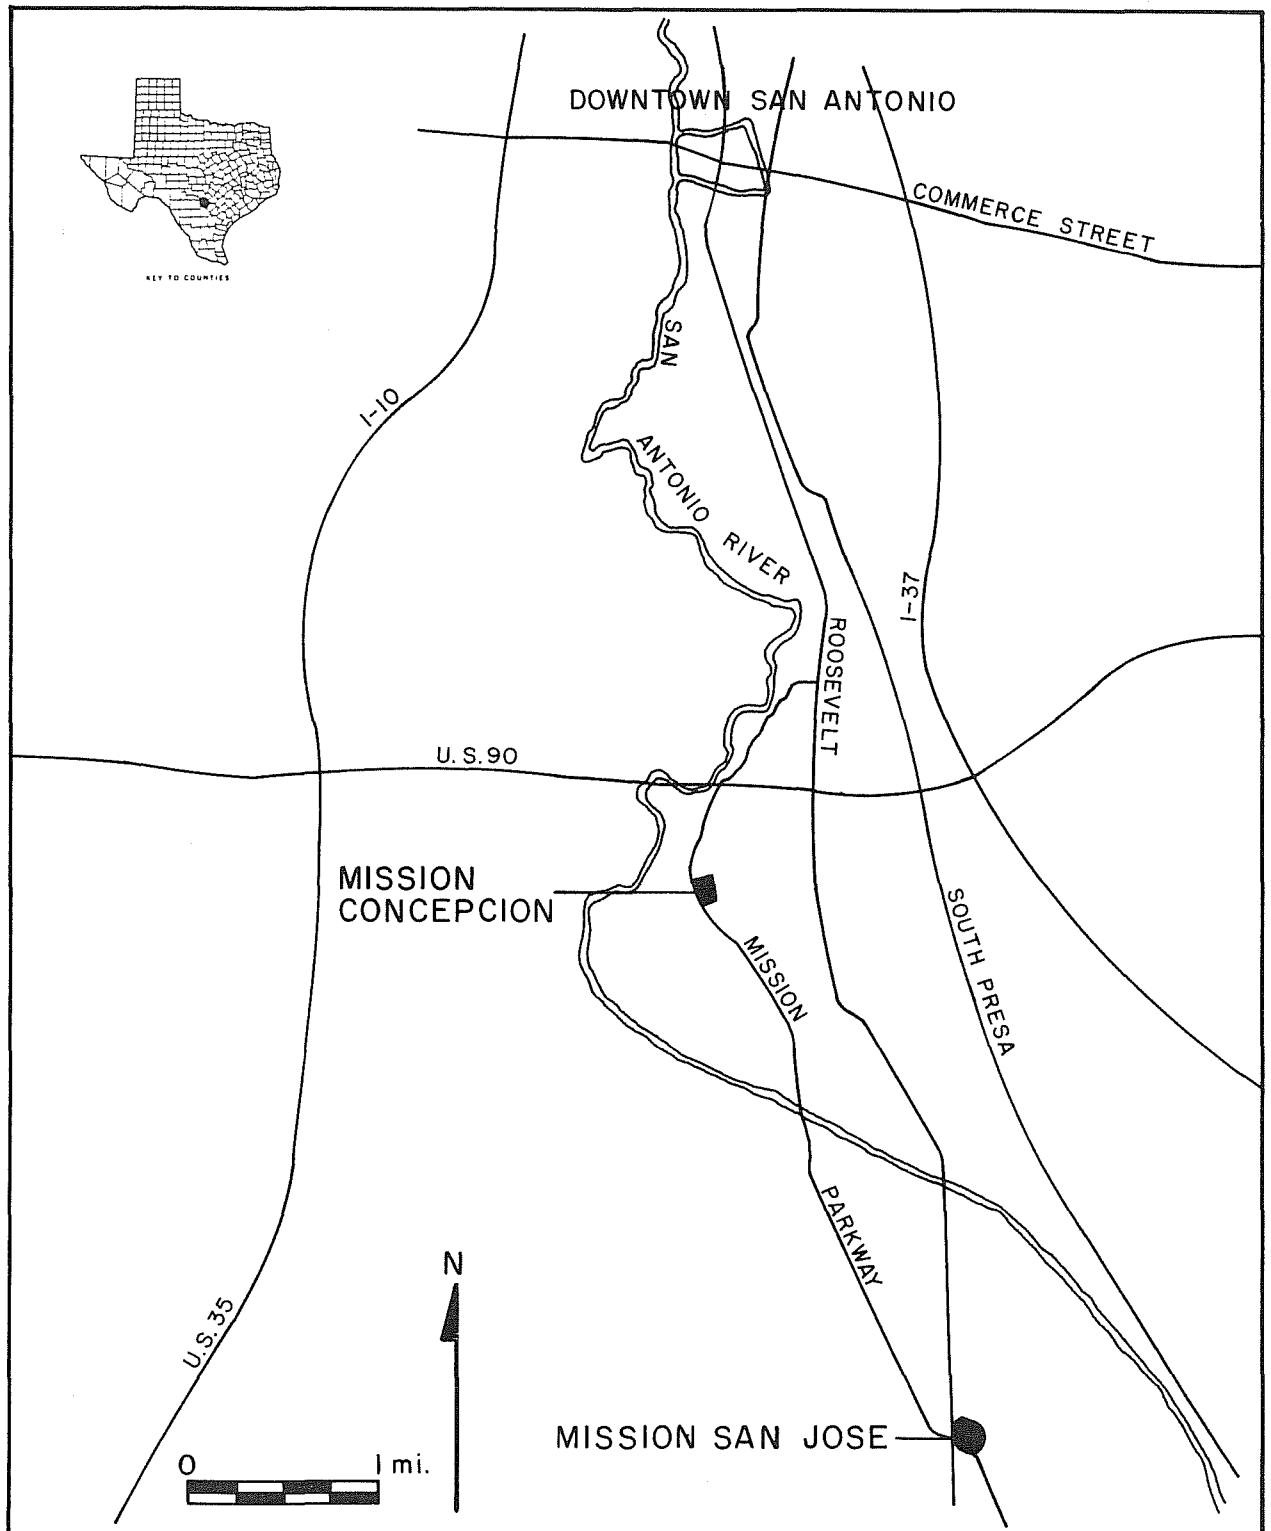 DOWNTOWN SAN ANTONIO
KEY TO COUNTIES
COMMERCE STREET
SAN
ANTONIO
RIVER
I-10
I-37
ROOSEVELT
U.S.90
MISSION
CONCEPCION
MISSION
SOUTH PRESA
PARKWAY
N
U.S.35
MISSION SAN JOSE
0 1 mi.